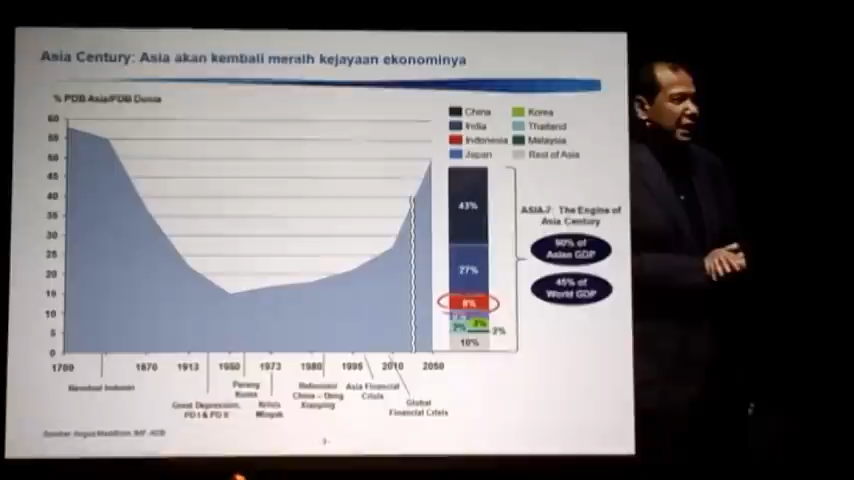 Asia Century: Asia akan kembali meraih kejayaan ekonominya
% PDB Asia/PDB Dunia
China
Korea
India
Thailand
Indonesia
Malaysia
Japan
Rest of Asia
60
55
50
45
40
35
30
25
20
15
10
5
0
1700
1870
1913
1950
1973
1980
1995
2010
2050
43%
27%
8%
3%
2%
2%
10%
ASIA-7: The Engine of
Asia Century
90% of
Asian GDP
45% of
World GDP
Revolusi Industri
Great Depression,
PD I & PD II
Perang
Korea
Krisis
Minyak
Reformasi
China – Deng
Xiaoping
Asia Financial
Crisis
Global
Financial Crisis
Sumber: Angus Maddison, IMF, ADB